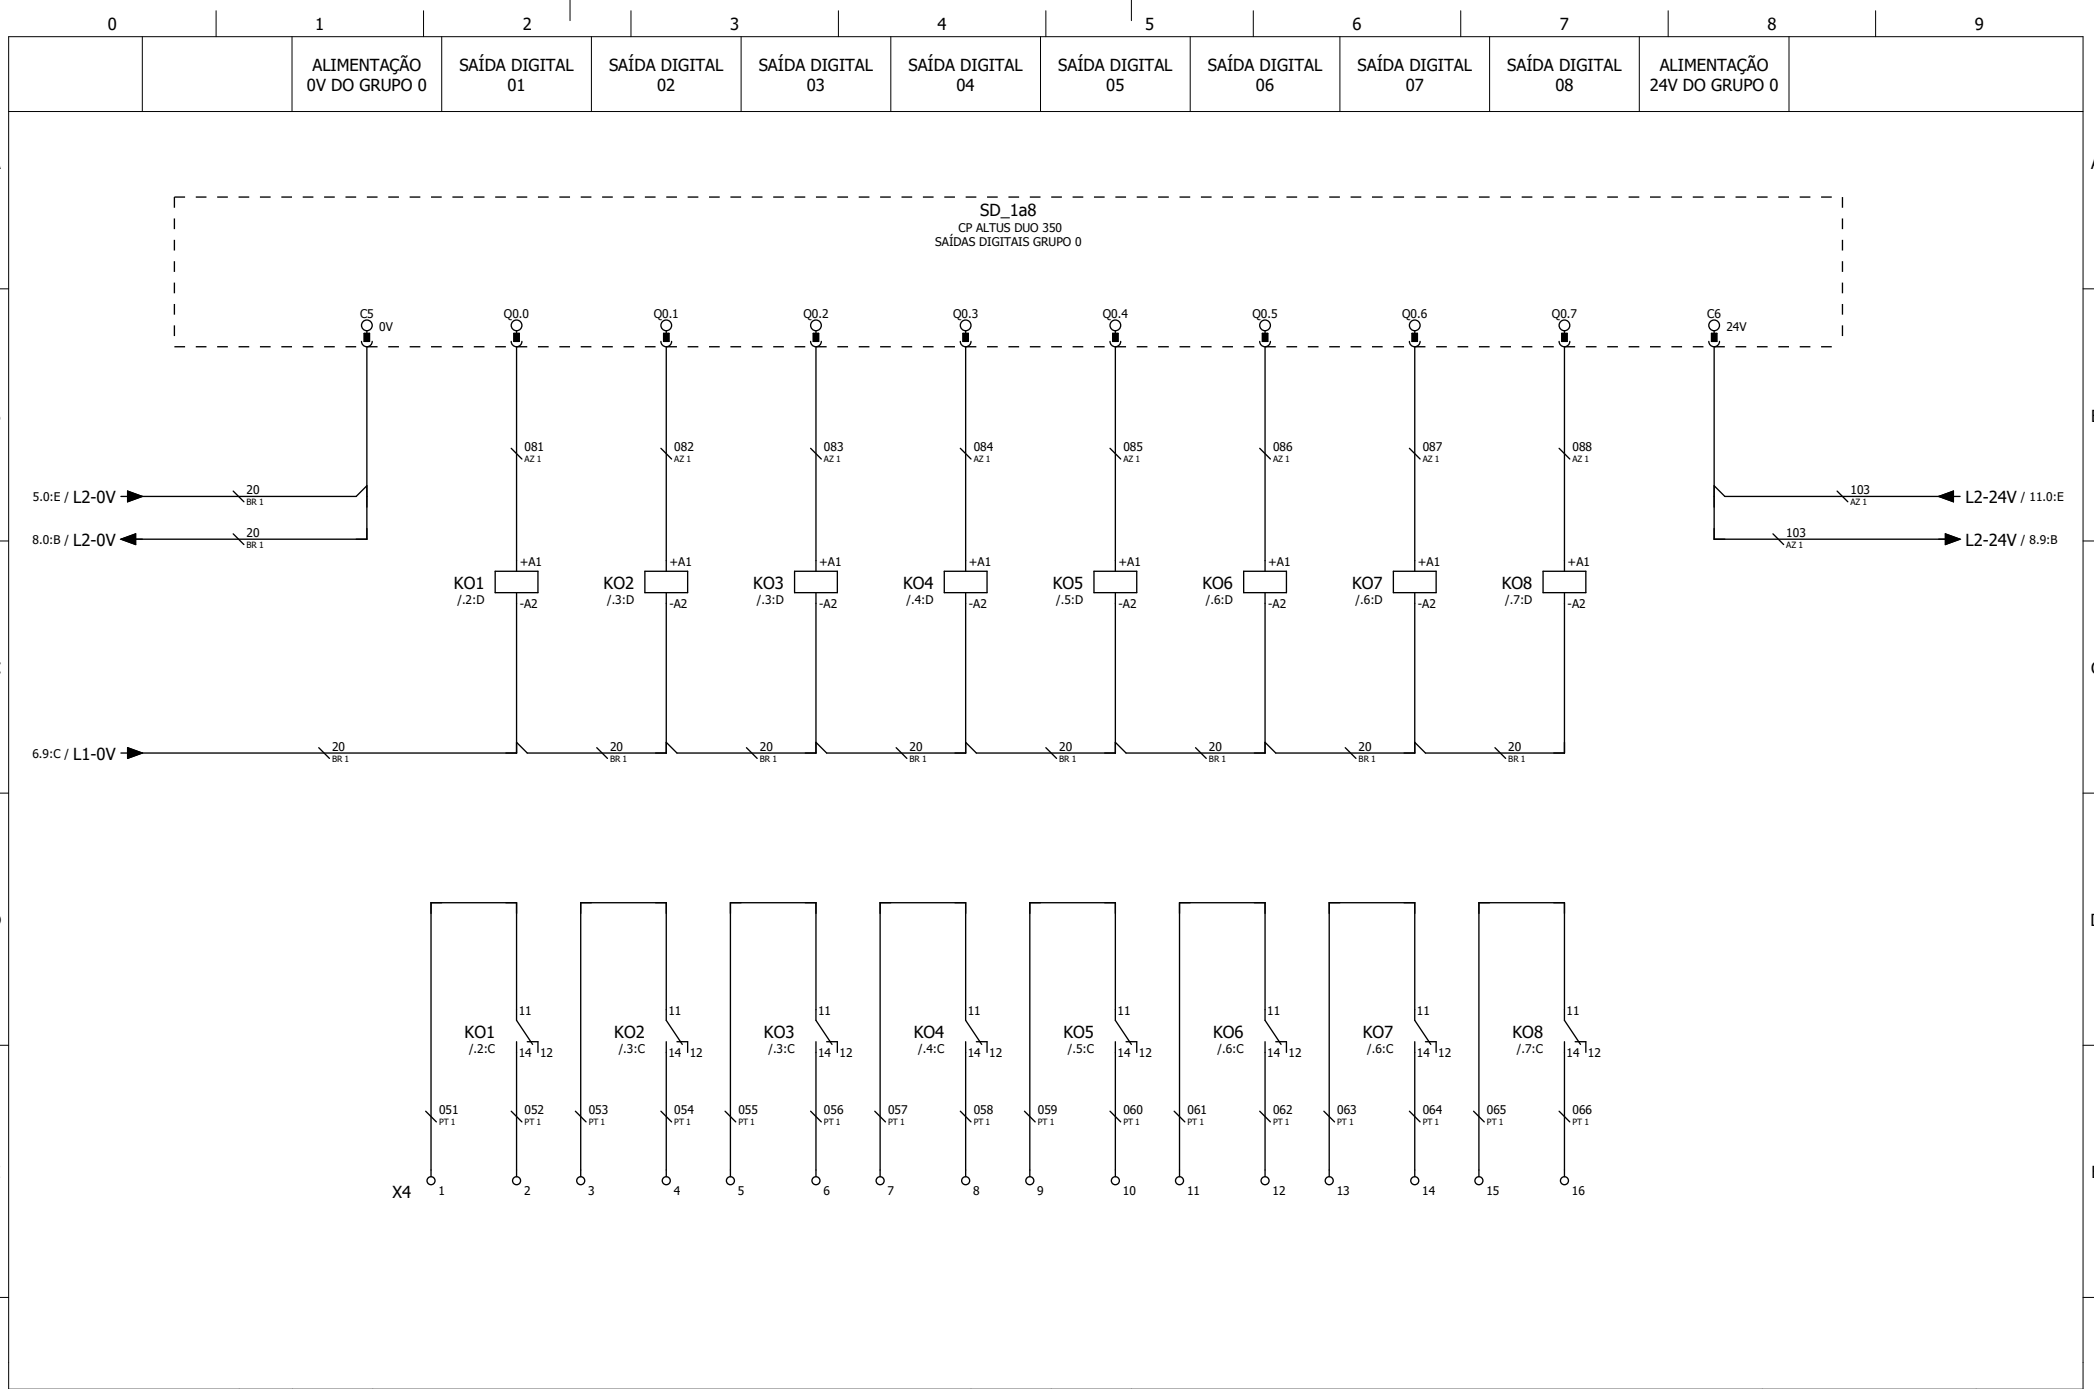 0 1 2 3 4 5 6 7 8 9
ALIMENTAÇÃO SAÍDA DIGITAL SAÍDA DIGITAL SAÍDA DIGITAL SAÍDA DIGITAL SAÍDA DIGITAL SAÍDA DIGITAL SAÍDA DIGITAL SAÍDA DIGITAL ALIMENTAÇÃO
0V DO GRUPO 0 01 02 03 04 05 06 07 08 24V DO GRUPO 0
SD_1a8
CP ALTUS DUO 350
SAÍDAS DIGITAIS GRUPO 0
C5 Q0.0 Q0.1 Q0.2 Q0.3 Q0.4 Q0.5 Q0.6 Q0.7 C6
0V 24V
081 082 083 084 085 086 087 088
AZ 1 AZ 1 AZ 1 AZ 1 AZ 1 AZ 1 AZ 1 AZ 1
5.0:E / L2-0V 20 103 L2-24V / 11.0:E
BR 1 AZ 1
8.0:B / L2-0V 20 103 L2-24V / 8.9:B
BR 1 AZ 1
+A1 +A1 +A1 +A1 +A1 +A1 +A1 +A1
KO1 KO2 KO3 KO4 KO5 KO6 KO7 KO8
/.2:D /.3:D /.3:D /.4:D /.5:D /.6:D /.6:D /.7:D
-A2 -A2 -A2 -A2 -A2 -A2 -A2 -A2
6.9:C / L1-0V 20 20 20 20 20 20 20 20
BR 1 BR 1 BR 1 BR 1 BR 1 BR 1 BR 1 BR 1
11 11 11 11 11 11 11 11
KO1 KO2 KO3 KO4 KO5 KO6 KO7 KO8
/.2:C /.3:C /.3:C /.4:C /.5:C /.6:C /.6:C /.7:C
14 12 14 12 14 12 14 12 14 12 14 12 14 12 14 12
051 052 053 054 055 056 057 058 059 060 061 062 063 064 065 066
PT 1 PT 1 PT 1 PT 1 PT 1 PT 1 PT 1 PT 1 PT 1 PT 1 PT 1 PT 1 PT 1 PT 1 PT 1 PT 1
X4 1 2 3 4 5 6 7 8 9 10 11 12 13 14 15 16